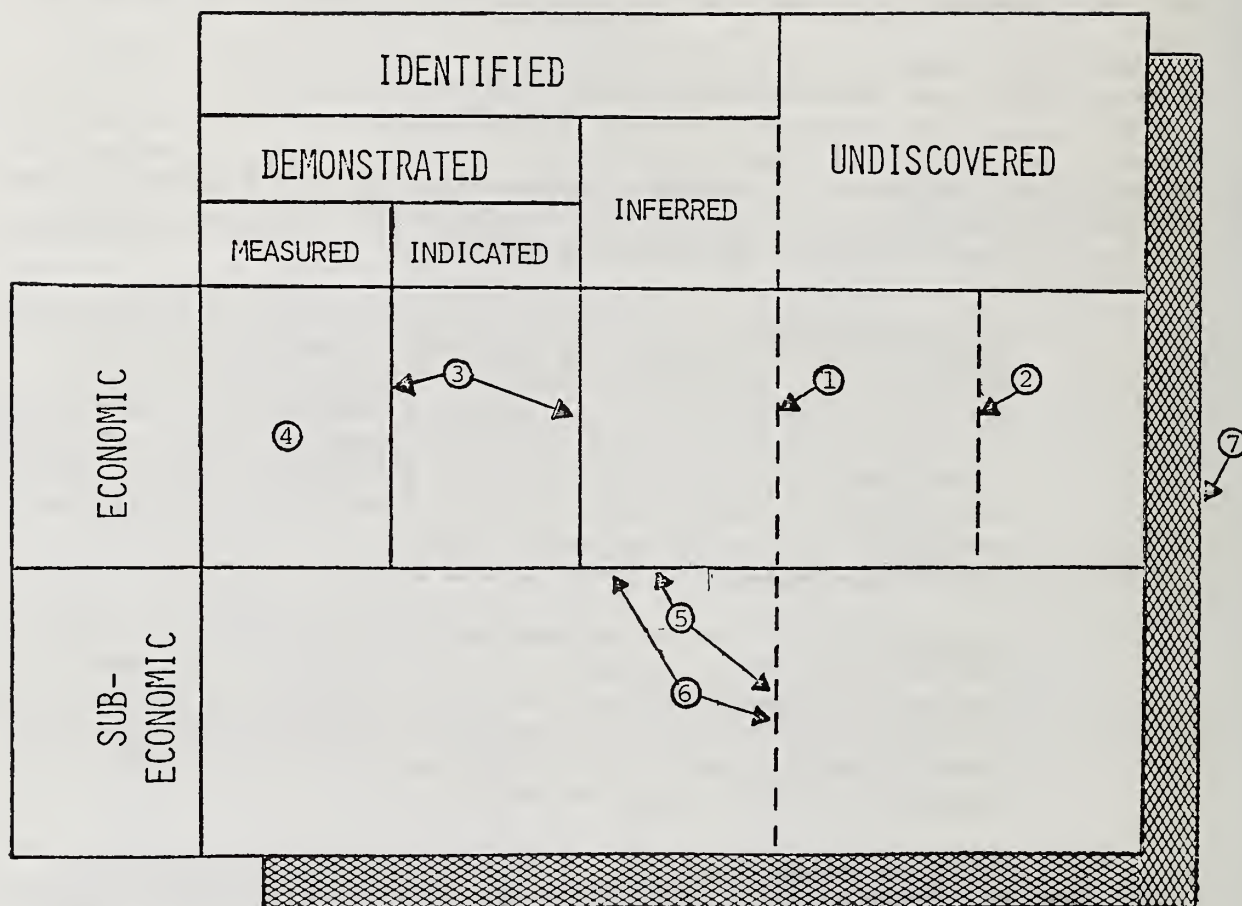 IDENTIFIED
DEMONSTRATED
UNDISCOVERED
INFERRED
MEASURED
INDICATED
ECONOMIC
③
①
②
④
⑦
SUB-
ECONOMIC
⑤
⑥